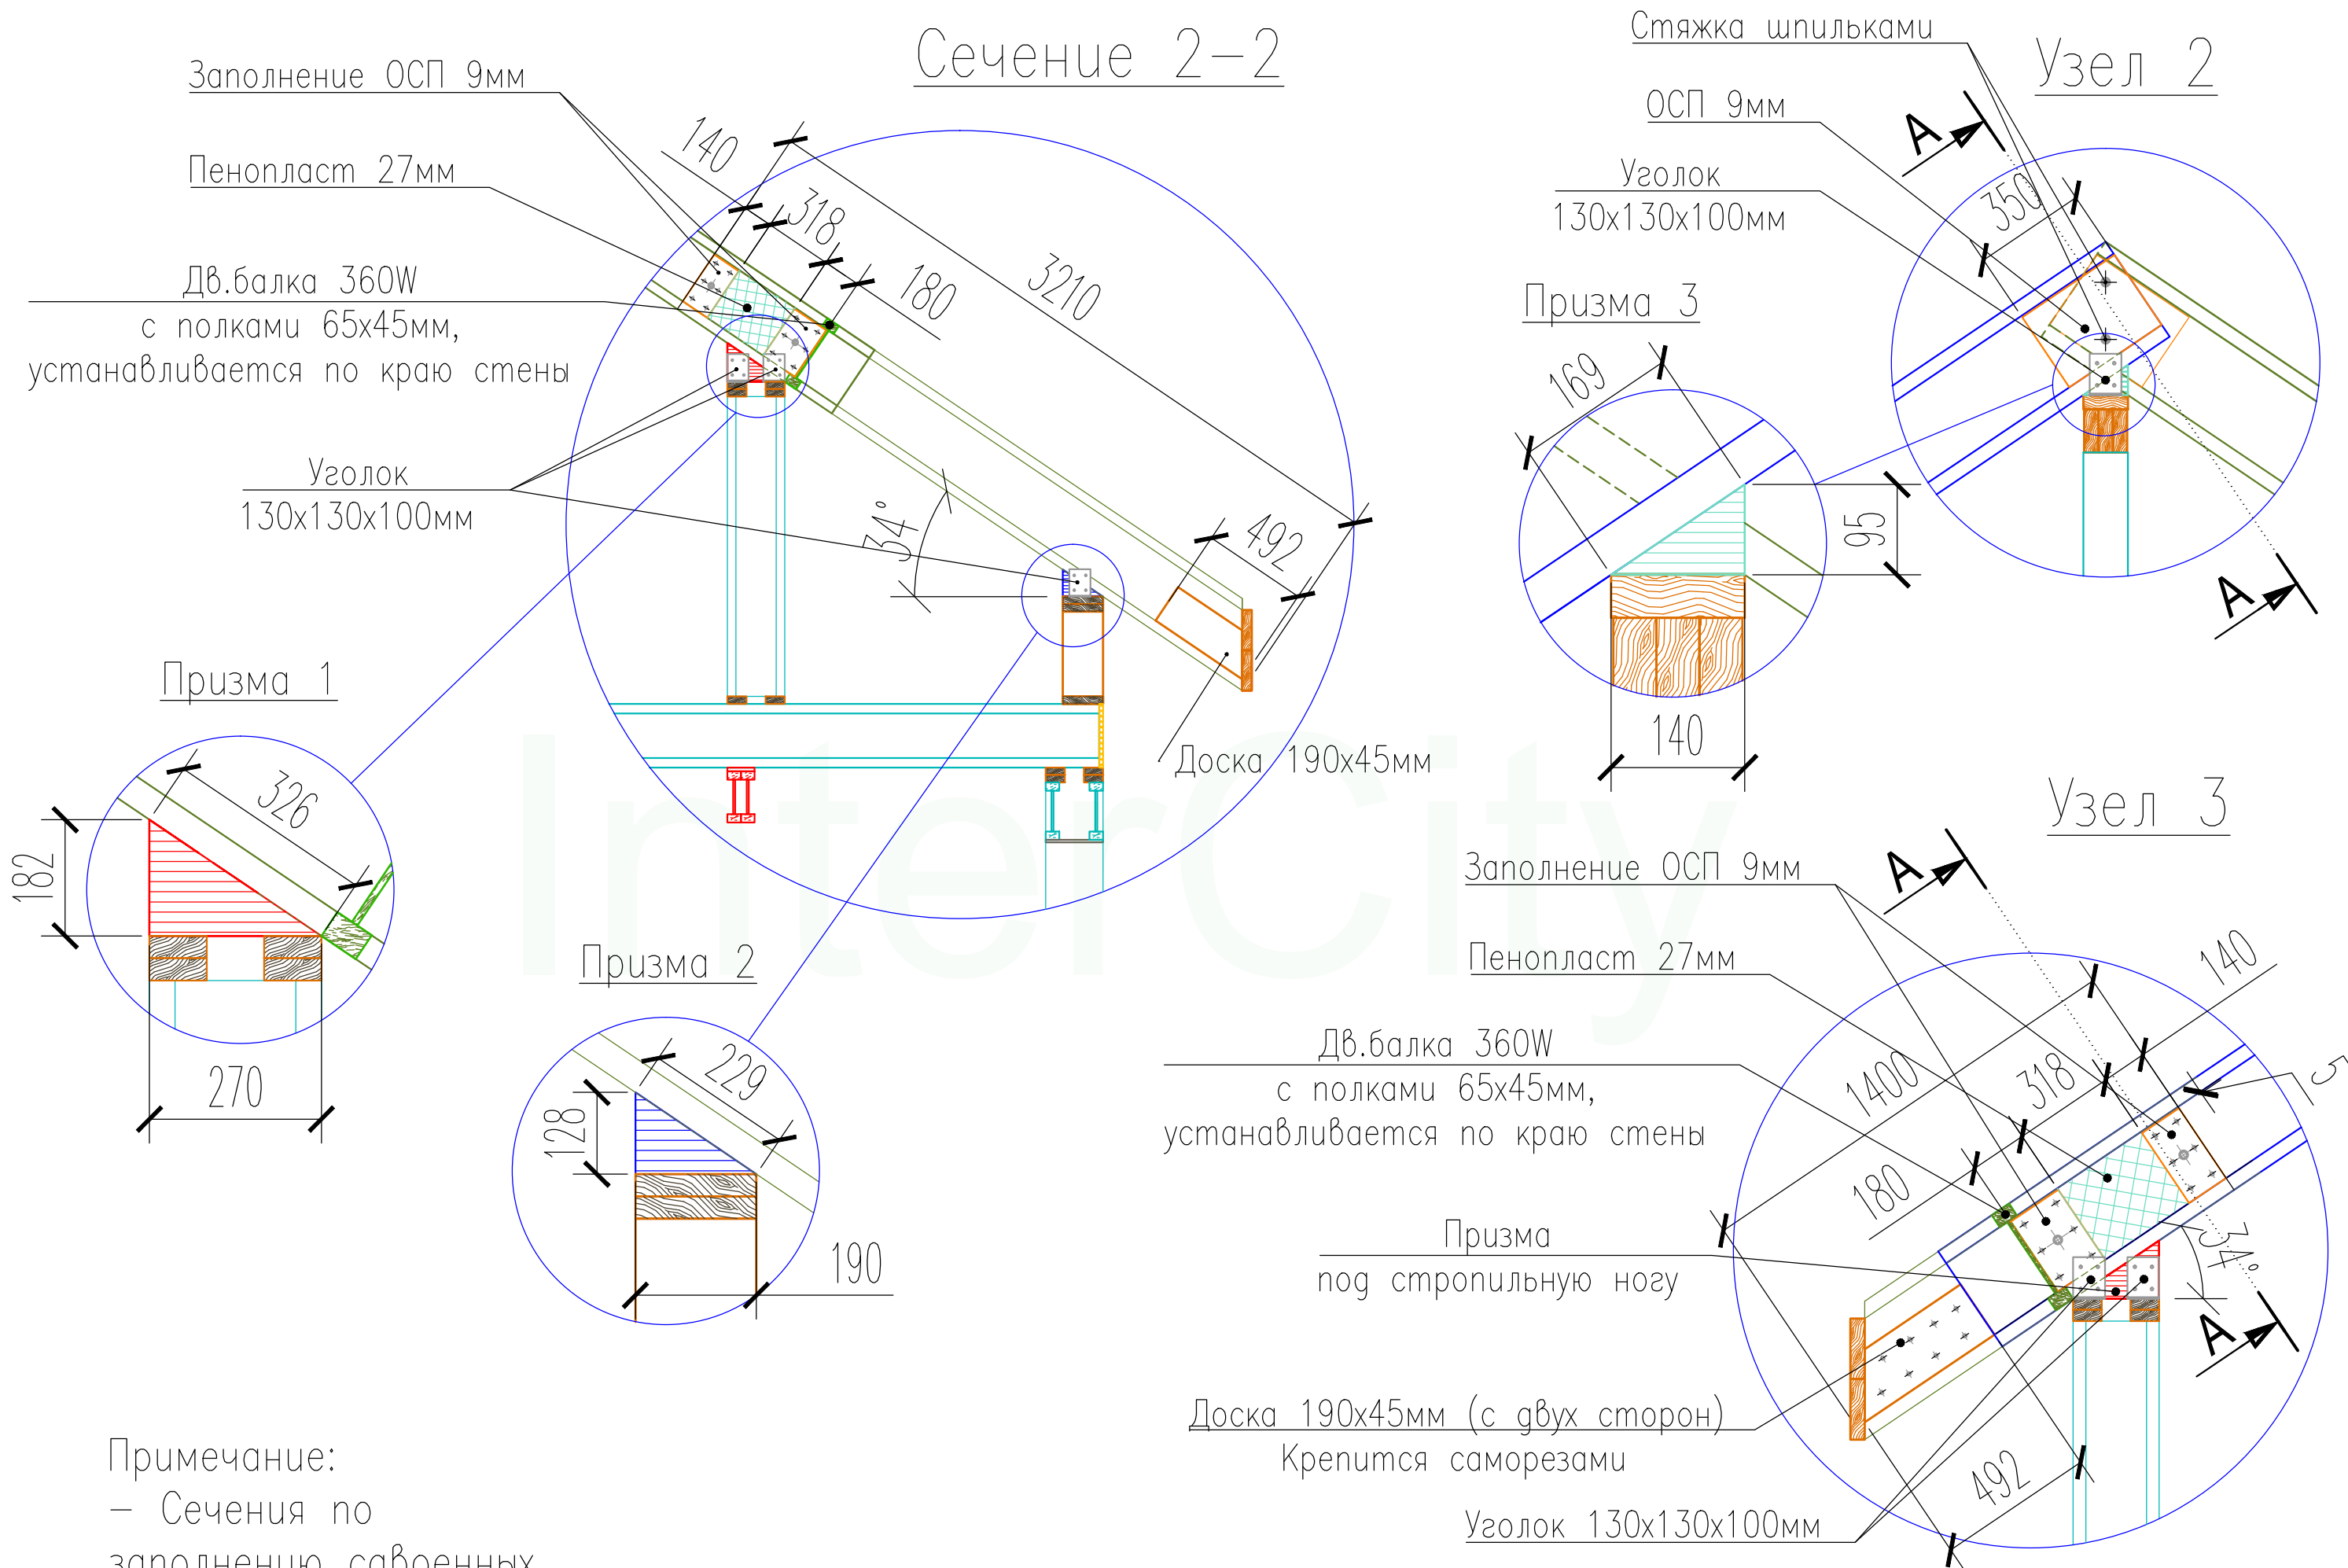 Сечение 2-2
Заполнение ОСП 9мм
Пенопласт 27мм
Дв.балка 360W
с полками 65х45мм,
устанавливается по краю стены
Уголок
130х130х100мм
140
318
180
3210
34°
492
Доска 190х45мм
Призма 1
326
182
270
Призма 2
229
128
190
Примечание:
– Сечения по
заполнению сдвоенных
Узел 2
Стяжка шпильками
ОСП 9мм
Уголок
130х130х100мм
А
350
А
Призма 3
169
95
140
Узел 3
Заполнение ОСП 9мм
Пенопласт 27мм
Дв.балка 360W
с полками 65х45мм,
устанавливается по краю стены
Призма
под стропильную ногу
Доска 190х45мм (с двух сторон)
Крепится саморезами
Уголок 130х130х100мм
А
140
5
318
1400
180
34°
А
492
InterCity